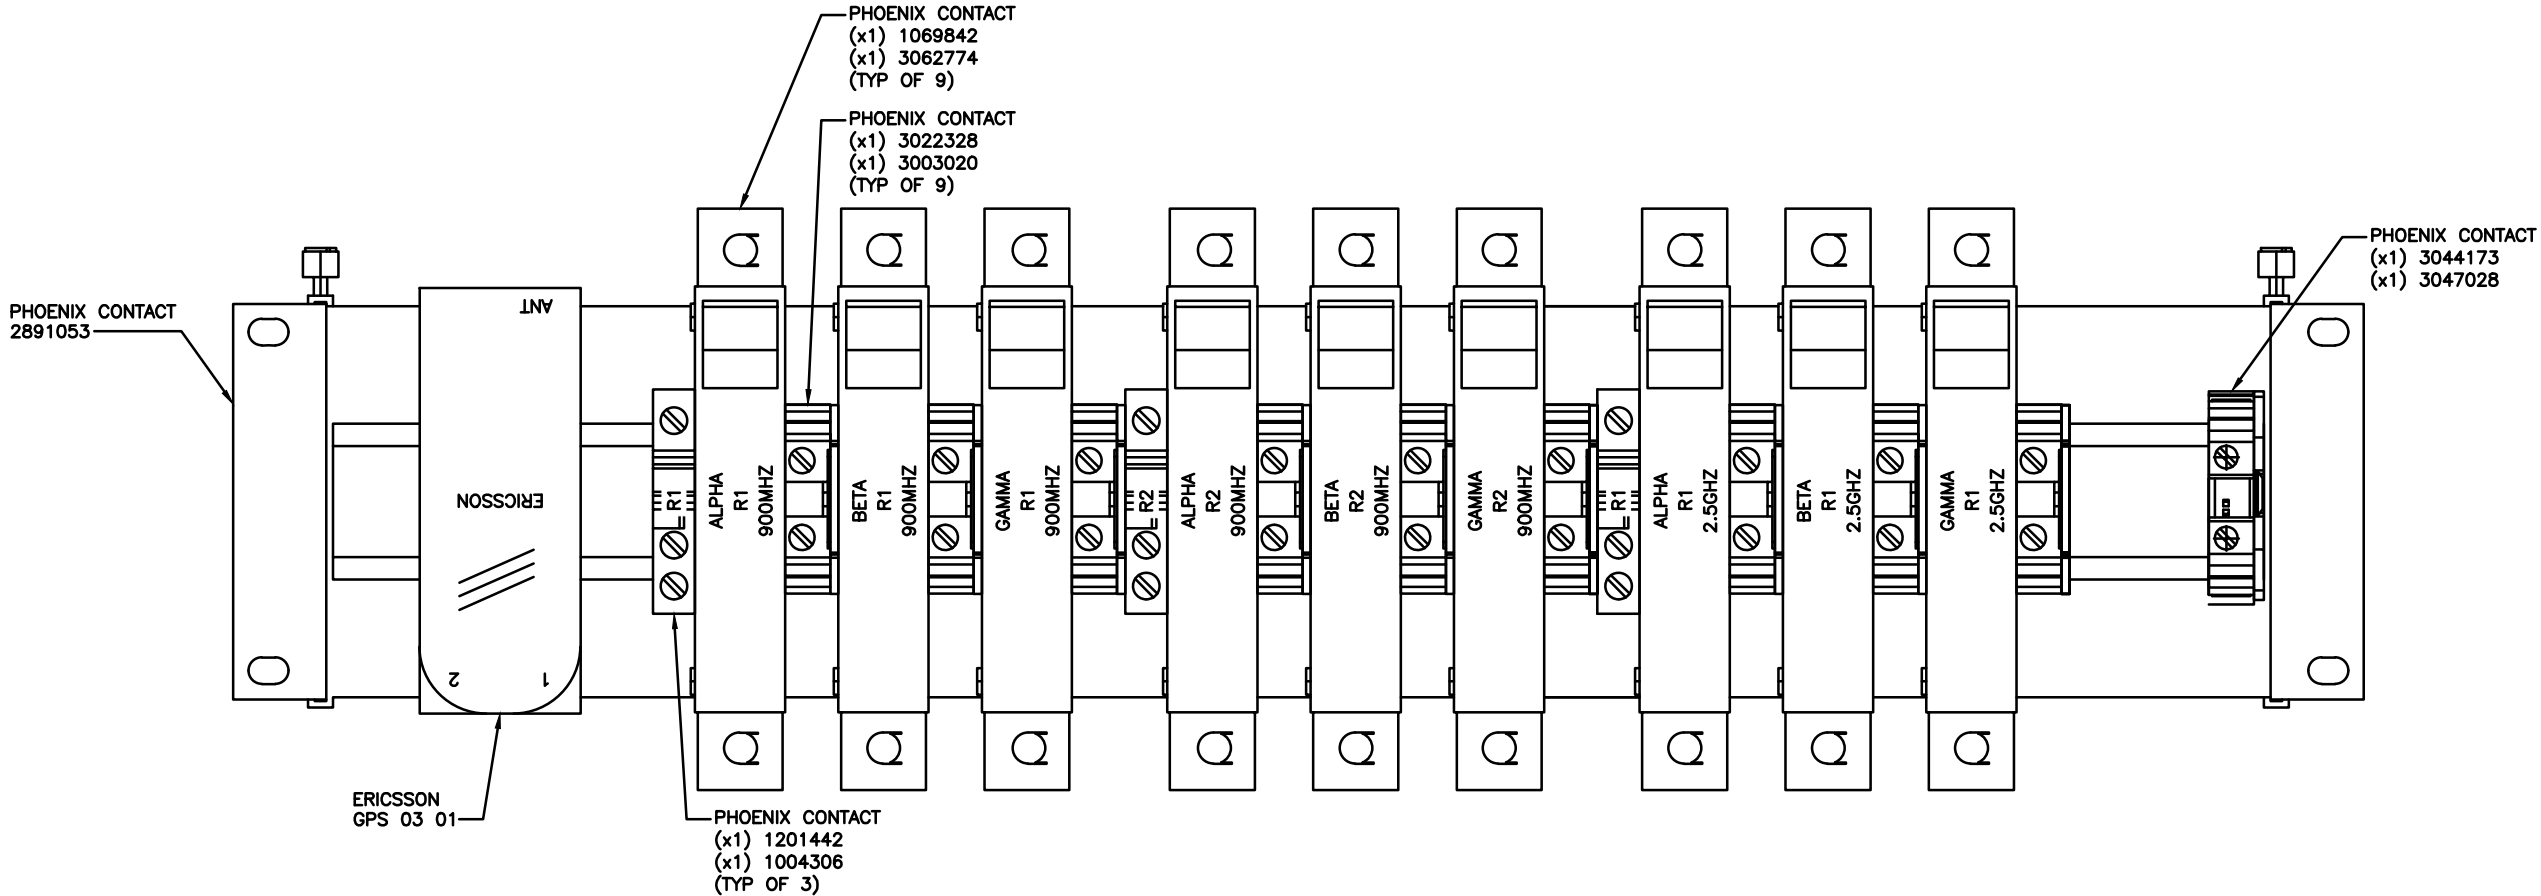 PHOENIX CONTACT
(x1) 1069842
(x1) 3062774
(TYP OF 9)
PHOENIX CONTACT
(x1) 3022328
(x1) 3003020
(TYP OF 9)
PHOENIX CONTACT
(x1) 3044173
(x1) 3047028
PHOENIX CONTACT
2891053
ANT
ERICSSON
2
1
R1
ALPHA
R1
900MHZ
BETA
R1
900MHZ
GAMMA
R1
900MHZ
R2
ALPHA
R2
900MHZ
BETA
R2
900MHZ
GAMMA
R2
900MHZ
R1
ALPHA
R1
2.5GHZ
BETA
R1
2.5GHZ
GAMMA
R1
2.5GHZ
ERICSSON
GPS 03 01
PHOENIX CONTACT
(x1) 1201442
(x1) 1004306
(TYP OF 3)